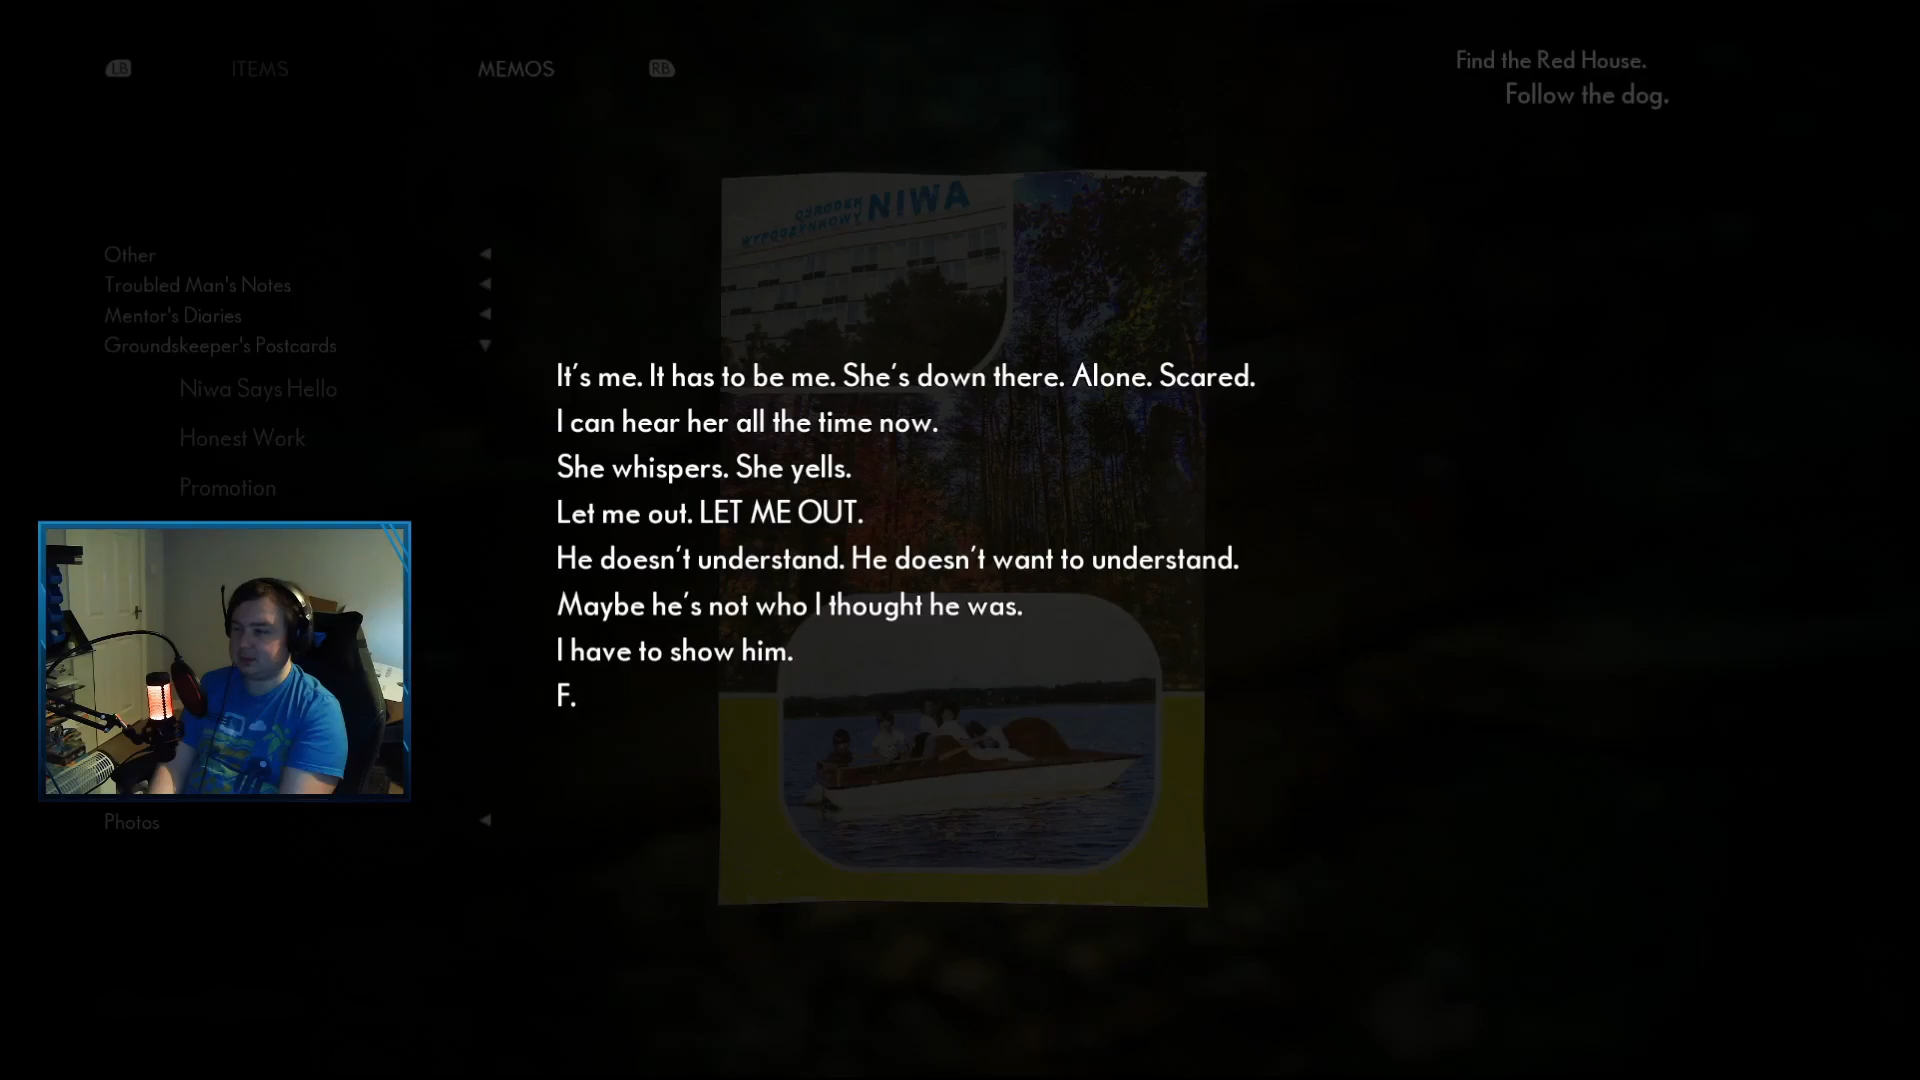 LB ITEMS MEMOS RB
Find the Red House.
Follow the dog.
OŚRODEK
WYPOCZYNKOWY NIWA
Other
Troubled Man's Notes
Mentor's Diaries
Groundskeeper's Postcards
Niwa Says Hello
Honest Work
Promotion
Photos
It's me. It has to be me. She's down there. Alone. Scared.
I can hear her all the time now.
She whispers. She yells.
Let me out. LET ME OUT.
He doesn't understand. He doesn't want to understand.
Maybe he's not who I thought he was.
I have to show him.
F.